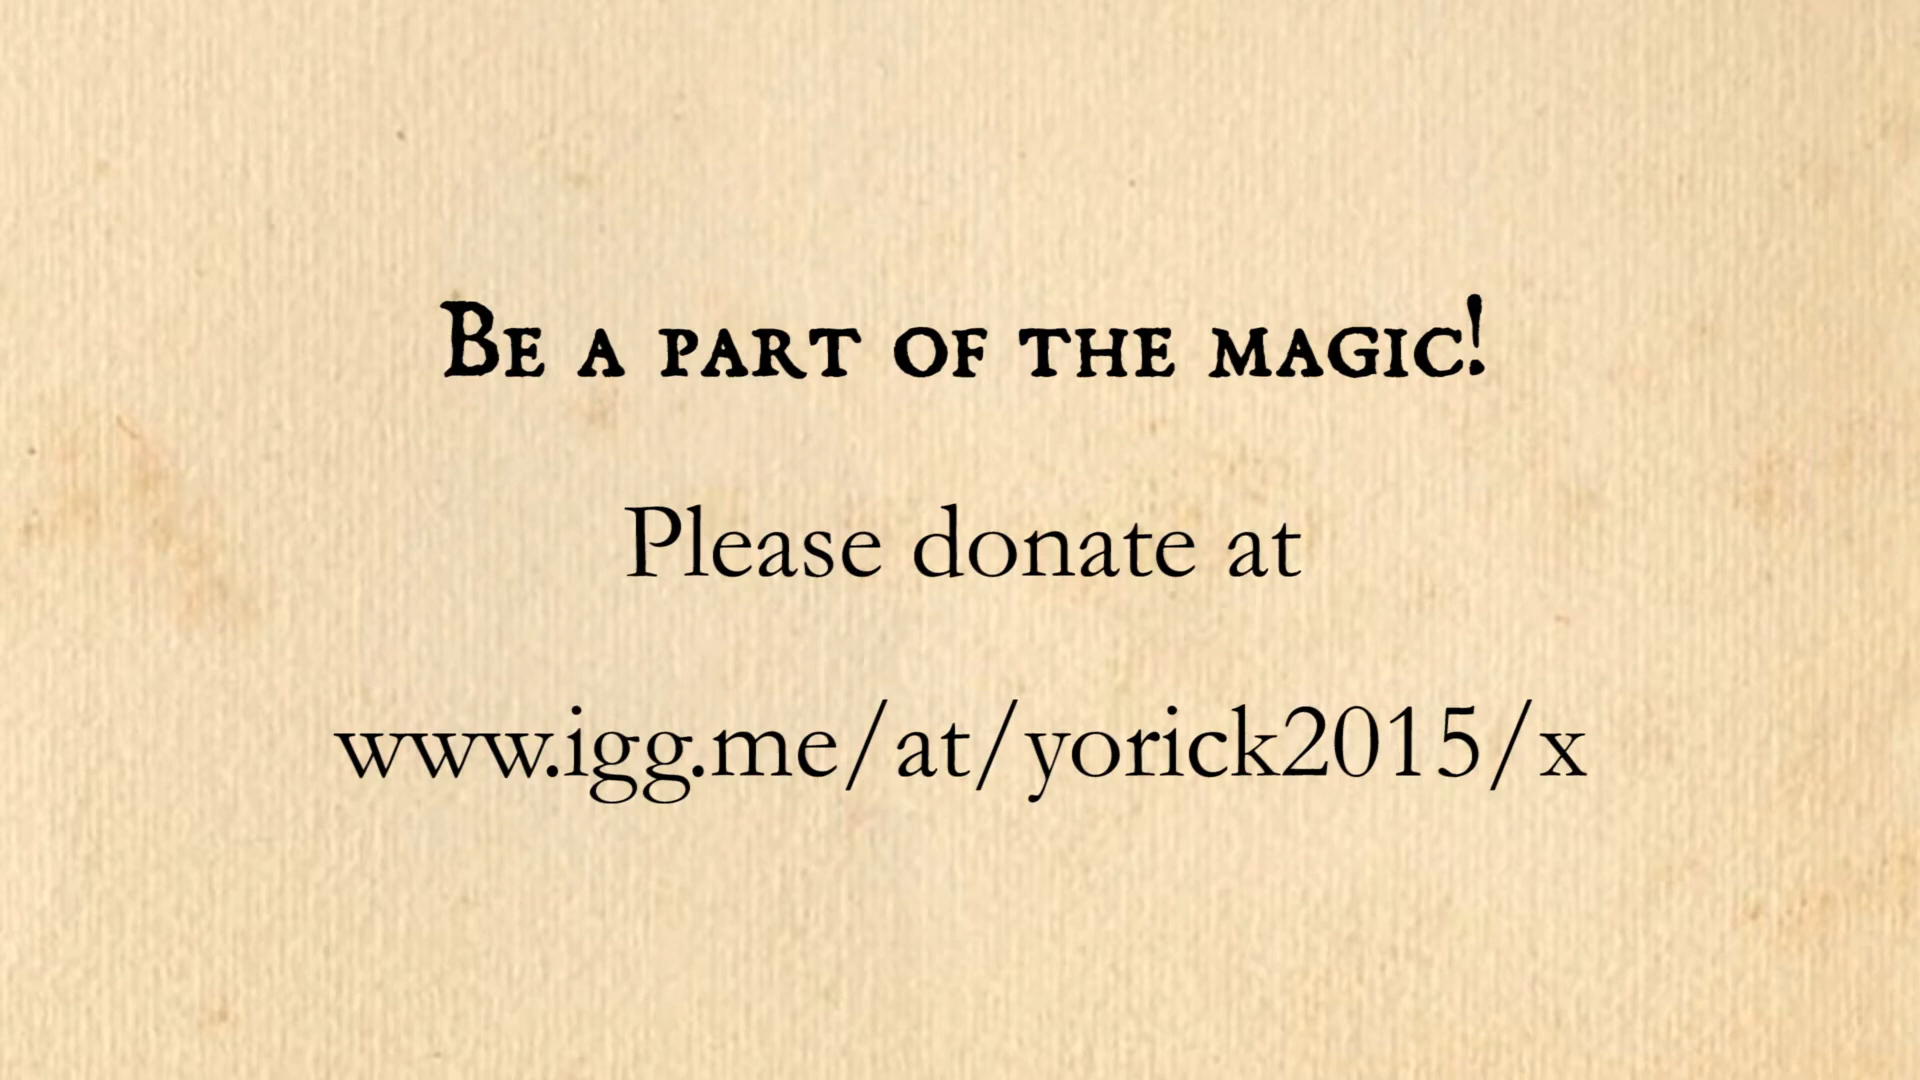 Be a part of the magic!
Please donate at
www.igg.me/at/yorick2015/x